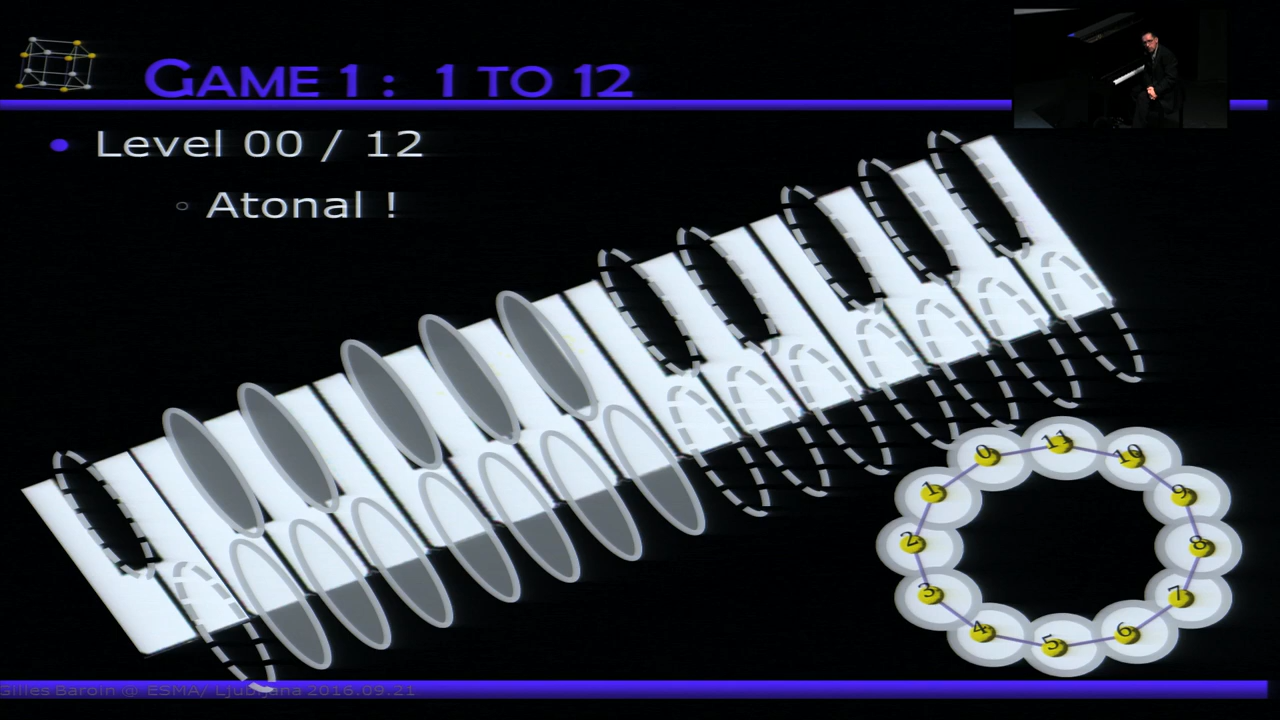 GAME 1 : 1 TO 12
Level 00 / 12
Atonal !
0 11 10
1 9
2 8
3 7
4 5 6
Gilles Baroin @ ESMA/ Ljubljana 2016.09.21